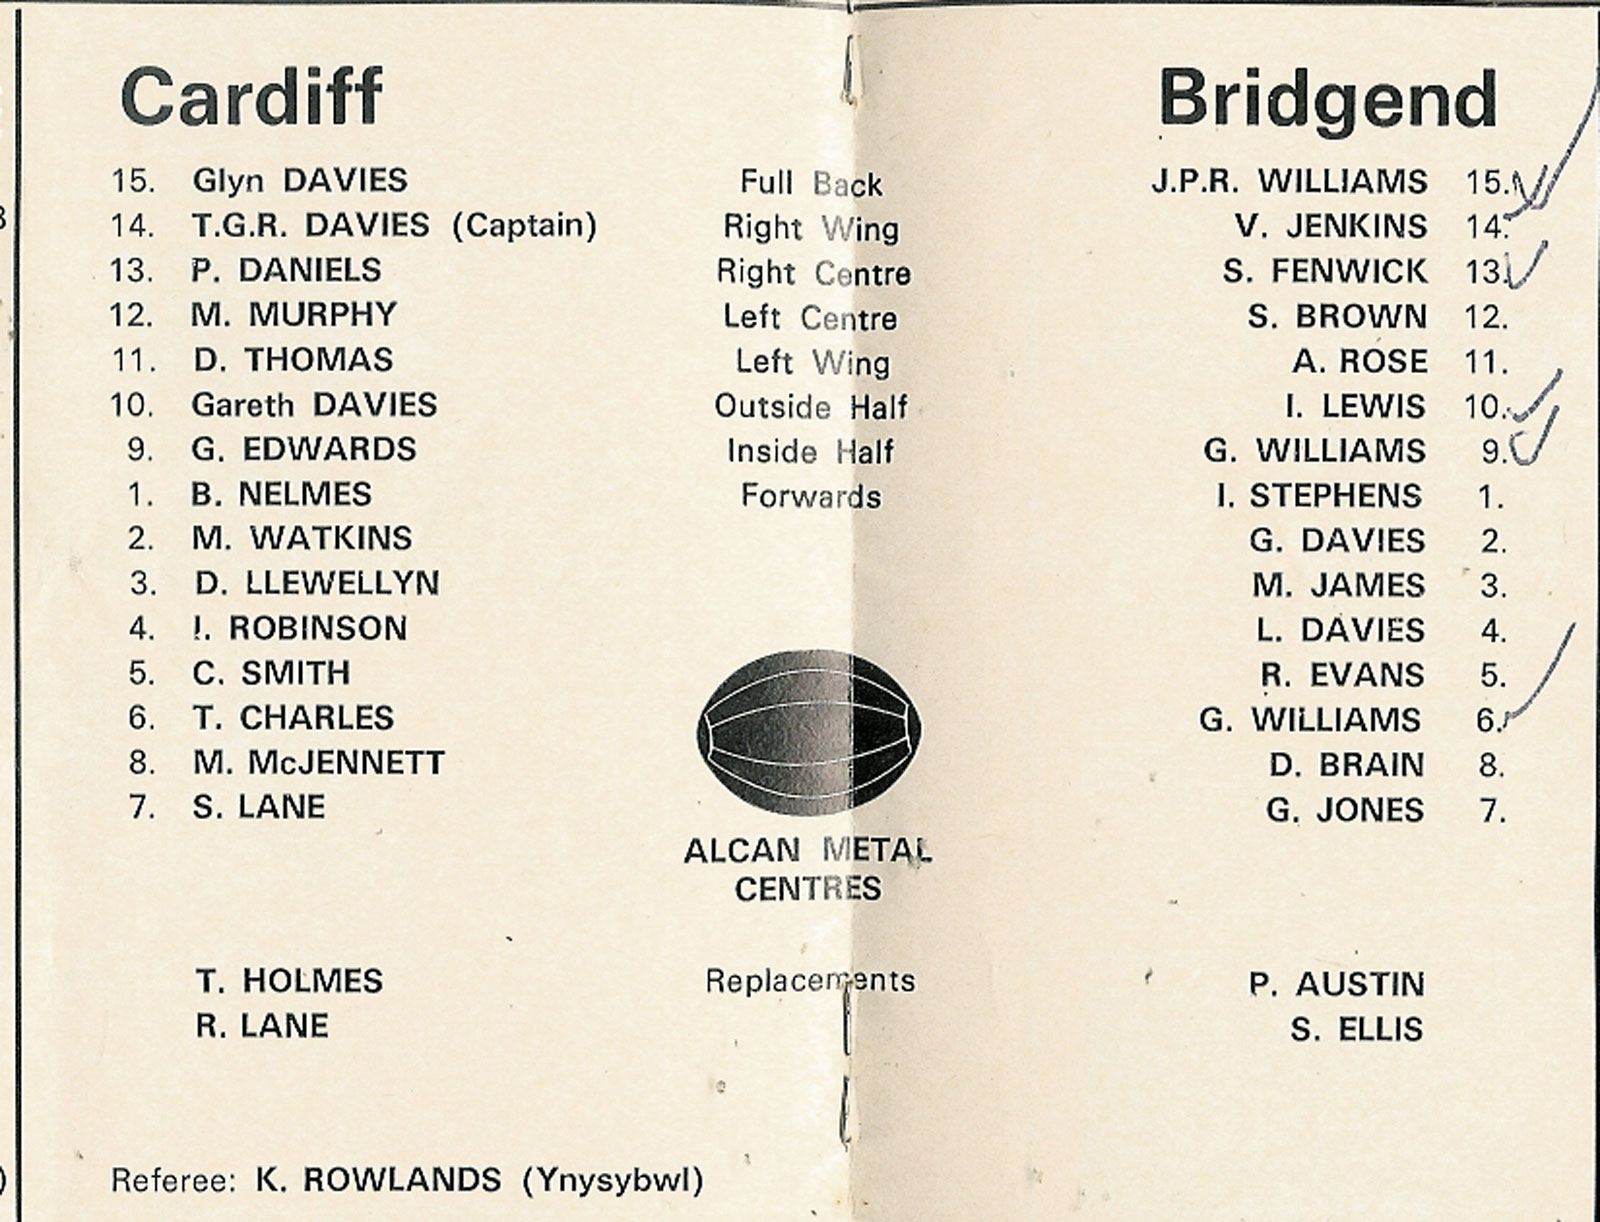 Cardiff Bridgend
15. Glyn DAVIES Full Back J.P.R. WILLIAMS 15.
14. T.G.R. DAVIES (Captain) Right Wing V. JENKINS 14.
13. P. DANIELS Right Centre S. FENWICK 13.
12. M. MURPHY Left Centre S. BROWN 12.
11. D. THOMAS Left Wing A. ROSE 11.
10. Gareth DAVIES Outside Half I. LEWIS 10.
9. G. EDWARDS Inside Half G. WILLIAMS 9.
1. B. NELMES Forwards I. STEPHENS 1.
2. M. WATKINS G. DAVIES 2.
3. D. LLEWELLYN M. JAMES 3.
4. I. ROBINSON L. DAVIES 4.
5. C. SMITH R. EVANS 5.
6. T. CHARLES G. WILLIAMS 6.
8. M. McJENNETT D. BRAIN 8.
7. S. LANE G. JONES 7.
ALCAN METAL
CENTRES
T. HOLMES Replacements P. AUSTIN
R. LANE S. ELLIS
Referee: K. ROWLANDS (Ynysybwl)